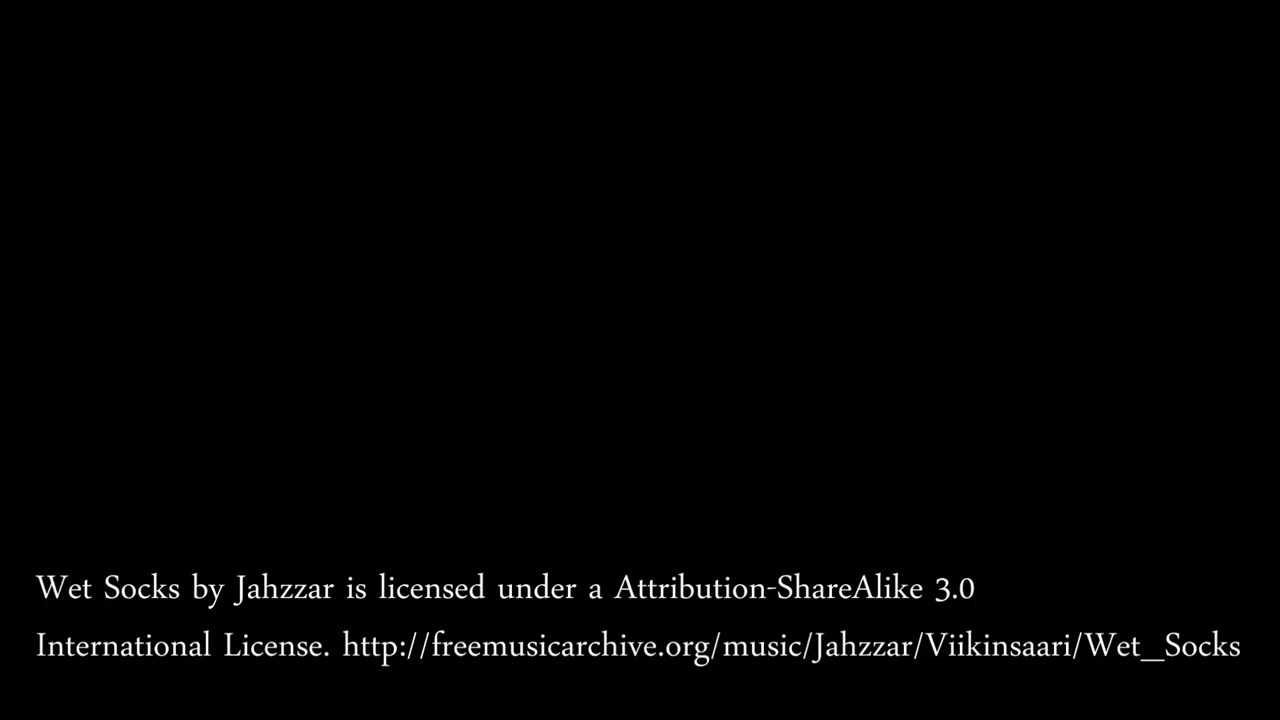 Wet Socks by Jahzzar is licensed under a Attribution-ShareAlike 3.0
International License. http://freemusicarchive.org/music/Jahzzar/Viikinsaari/Wet_Socks